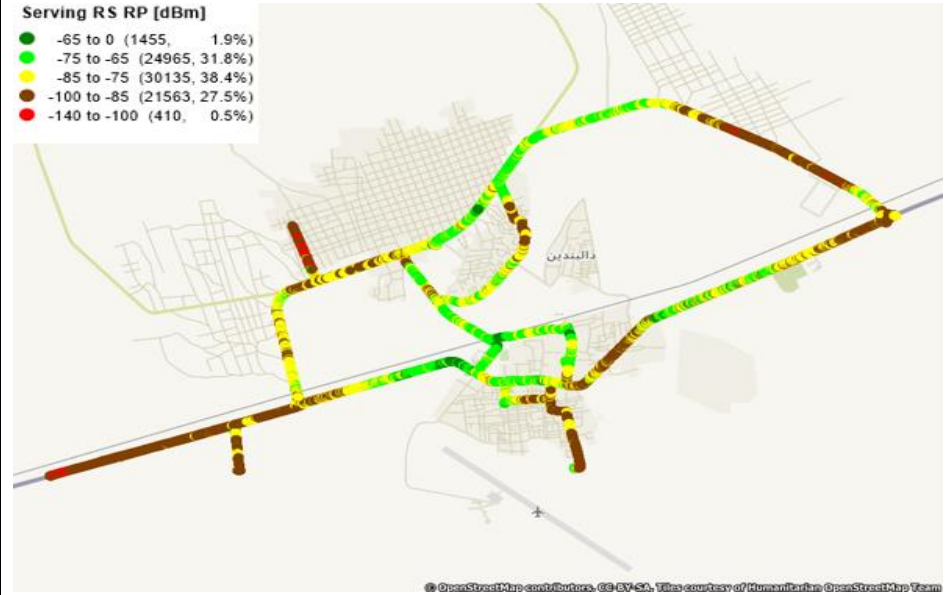 Serving RS RP [dBm]
-65 to 0 (1455, 1.9%)
-75 to -65 (24965, 31.8%)
-85 to -75 (30135, 38.4%)
-100 to -85 (21563, 27.5%)
-140 to -100 (410, 0.5%)
دالبندین
© OpenStreetMap contributors. CC-BY-SA. Tiles courtesy of Humanitarian OpenStreetMap Team